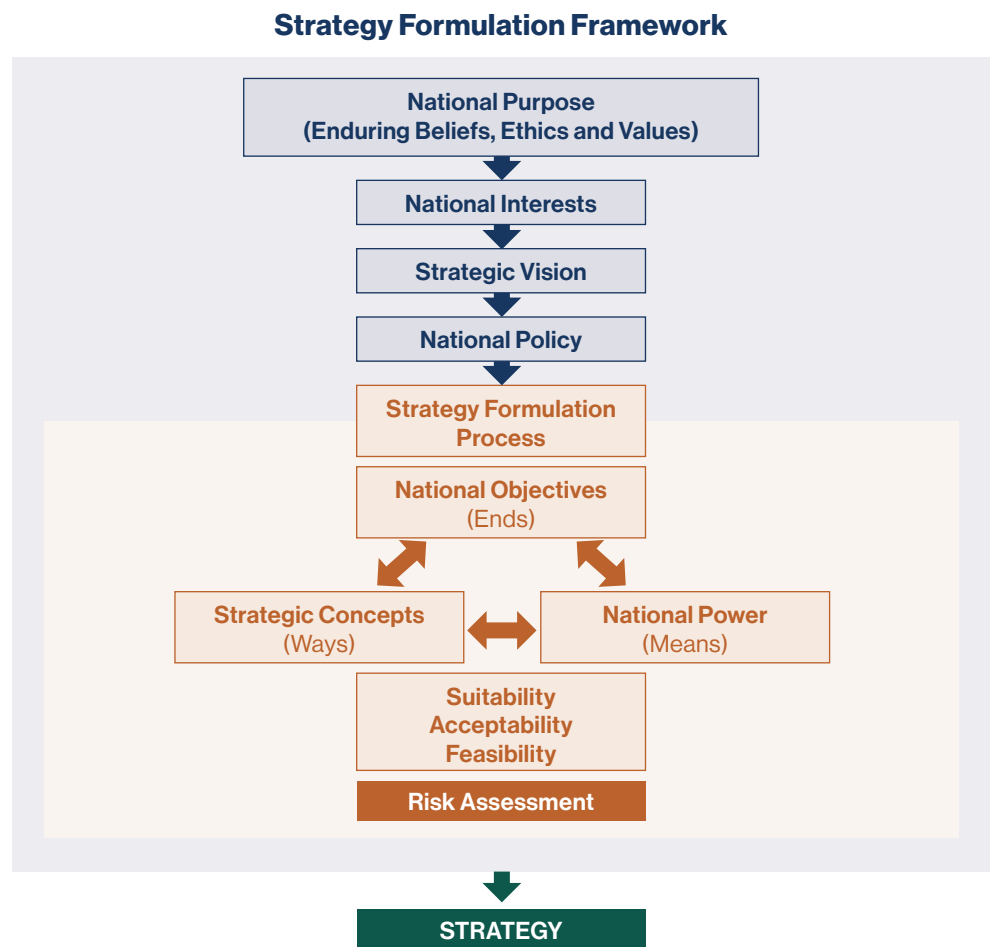 Strategy Formulation Framework
National Purpose
(Enduring Beliefs, Ethics and Values)
National Interests
Strategic Vision
National Policy
Strategy Formulation
Process
National Objectives
(Ends)
Strategic Concepts
(Ways)
National Power
(Means)
Suitability
Acceptability
Feasibility
Risk Assessment
STRATEGY